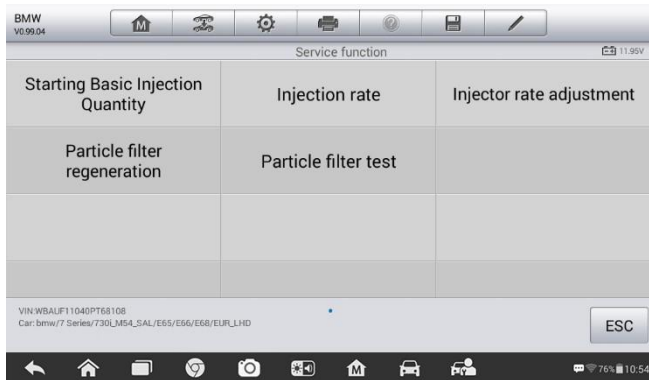 BMW
V0.99.04
M
Service function
11.95V
Starting Basic Injection
Quantity
Injection rate
Injector rate adjustment
Particle filter
regeneration
Particle filter test
VIN:WBAUF11040PT68108
Car: bmw/7 Series/730i_M54_SAL/E65/E66/E68/EUR_LHD
ESC
M
76% 10:54